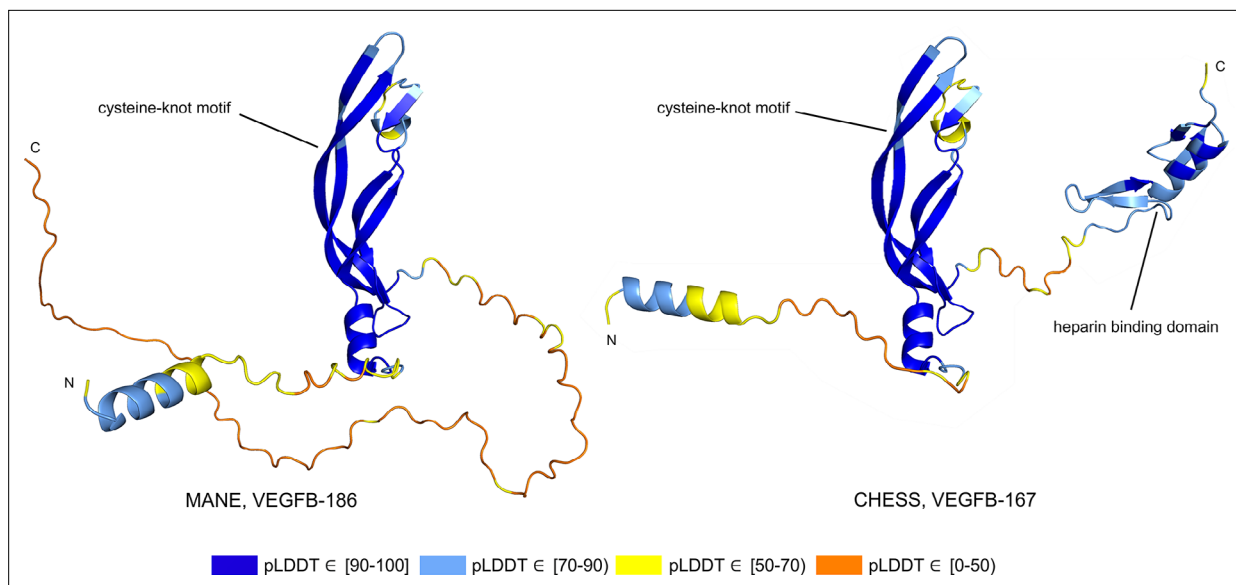 cysteine-knot motif
C
N
MANE, VEGFB-186
cysteine-knot motif
C
N
heparin binding domain
CHESS, VEGFB-167
pLDDT ∈ [90-100] pLDDT ∈ [70-90) pLDDT ∈ [50-70) pLDDT ∈ [0-50)